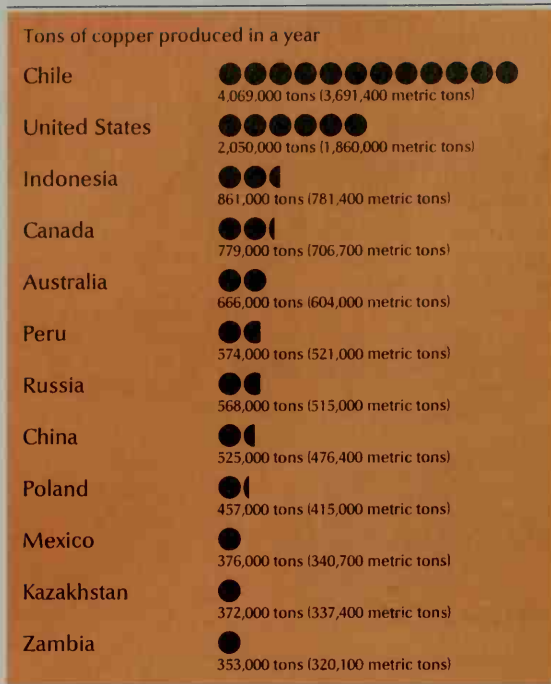 Tons of copper produced in a year
Chile
4,069,000 tons (3,691,400 metric tons)
United States
2,050,000 tons (1,860,000 metric tons)
Indonesia
861,000 tons (781,400 metric tons)
Canada
779,000 tons (706,700 metric tons)
Australia
666,000 tons (604,000 metric tons)
Peru
574,000 tons (521,000 metric tons)
Russia
568,000 tons (515,000 metric tons)
China
525,000 tons (476,400 metric tons)
Poland
457,000 tons (415,000 metric tons)
Mexico
376,000 tons (340,700 metric tons)
Kazakhstan
372,000 tons (337,400 metric tons)
Zambia
353,000 tons (320,100 metric tons)